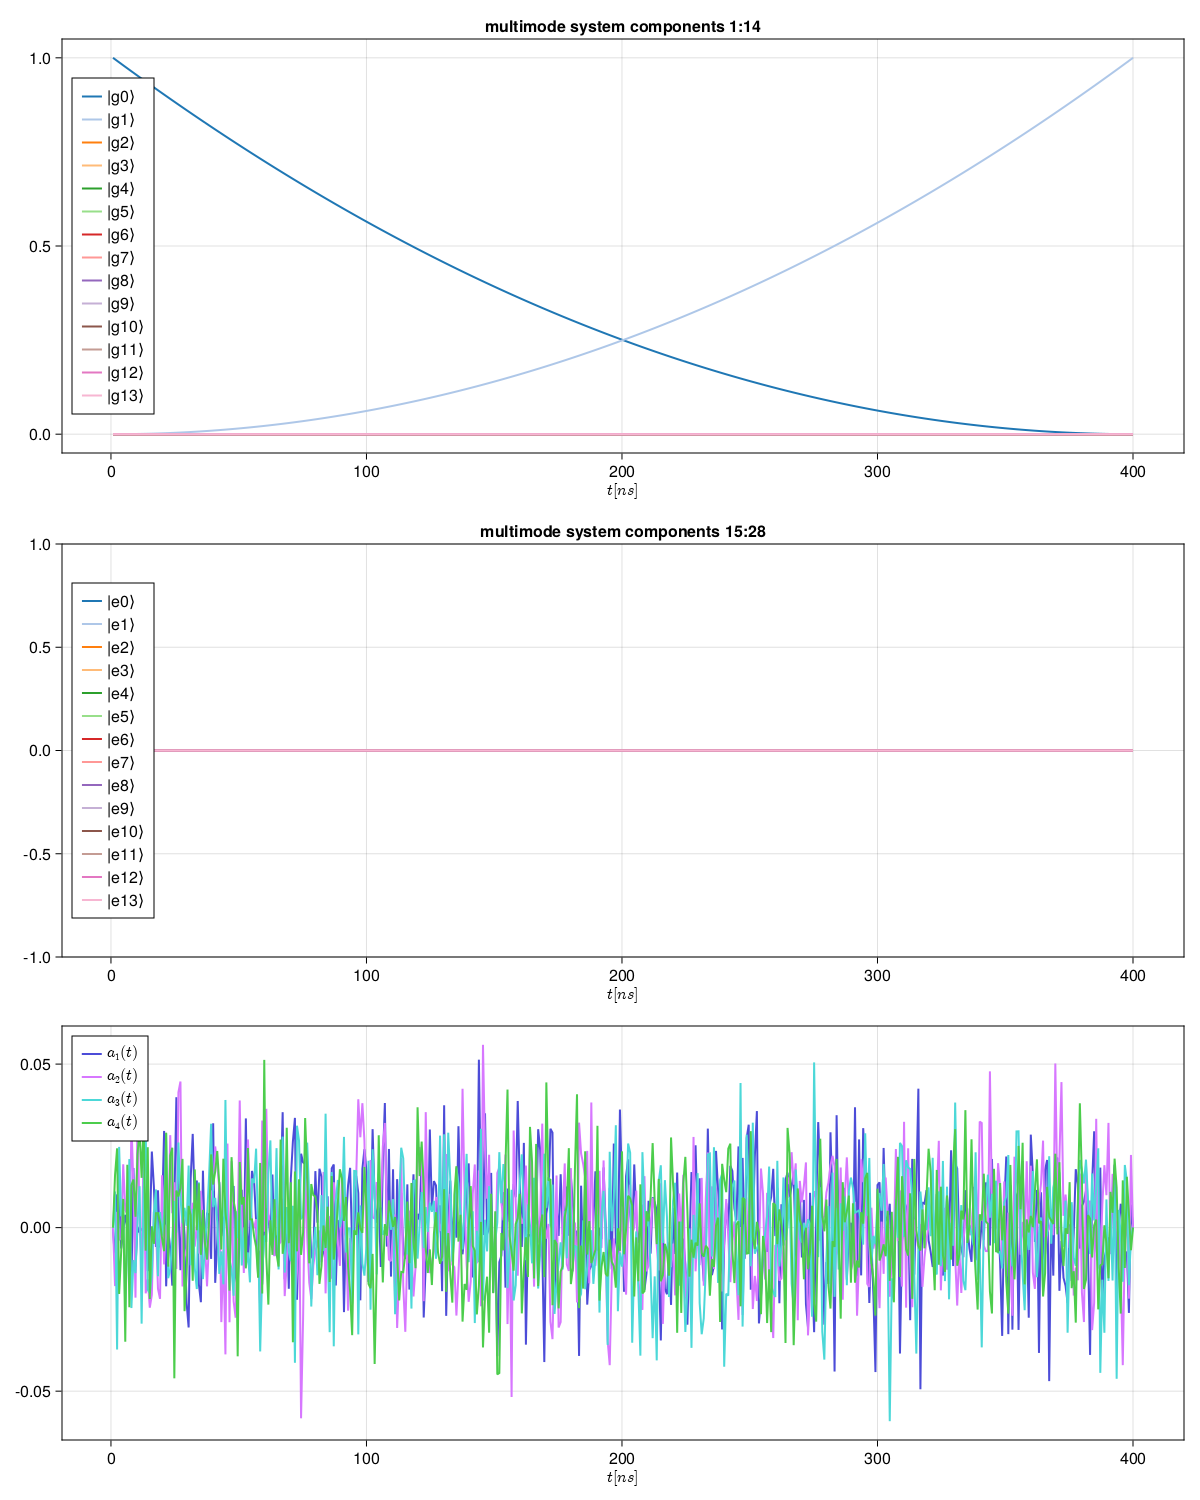 multimode system components 1:14
1.0
0.5
0.0
|g0⟩
|g1⟩
|g2⟩
|g3⟩
|g4⟩
|g5⟩
|g6⟩
|g7⟩
|g8⟩
|g9⟩
|g10⟩
|g11⟩
|g12⟩
|g13⟩
0 100 200 300 400
t[ns]
multimode system components 15:28
1.0
0.5
0.0
-0.5
-1.0
|e0⟩
|e1⟩
|e2⟩
|e3⟩
|e4⟩
|e5⟩
|e6⟩
|e7⟩
|e8⟩
|e9⟩
|e10⟩
|e11⟩
|e12⟩
|e13⟩
0 100 200 300 400
t[ns]
0.05
0.00
-0.05
a₁(t)
a₂(t)
a₃(t)
a₄(t)
0 100 200 300 400
t[ns]